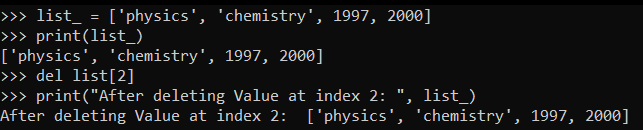 >>> list_ = ['physics', 'chemistry', 1997, 2000]
>>> print(list_)
['physics', 'chemistry', 1997, 2000]
>>> del list[2]
>>> print("After deleting Value at index 2: ", list_)
After deleting Value at index 2:  ['physics', 'chemistry', 1997, 2000]